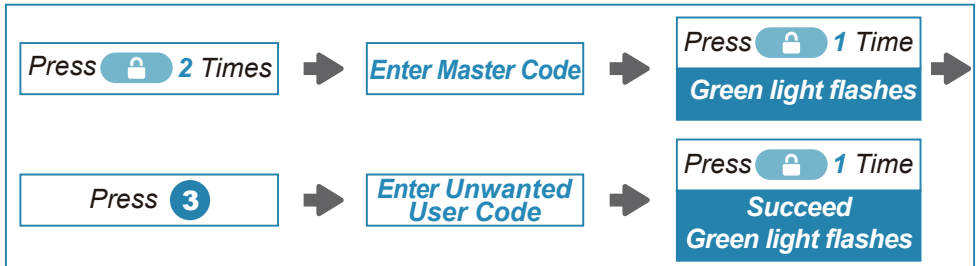 Press 2 Times
Enter Master Code
Press 1 Time
Green light flashes
Press 3
Enter Unwanted
User Code
Press 1 Time
Succeed
Green light flashes